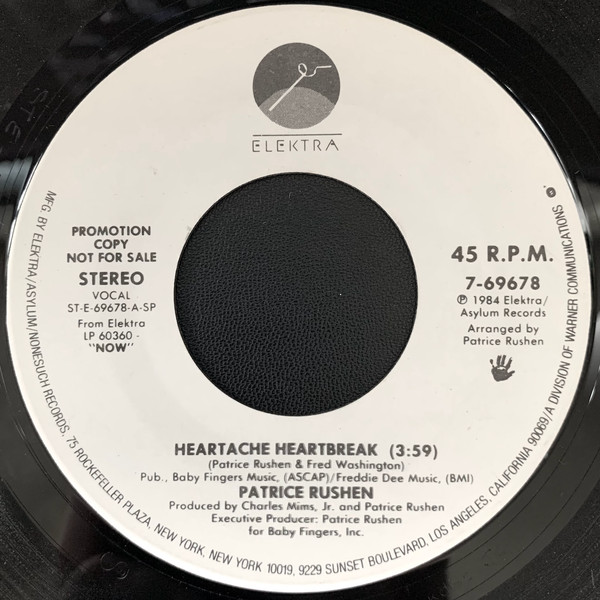 ELEKTRA
PROMOTION
COPY
NOT FOR SALE
STEREO
VOCAL
ST-E-69678-A-SP
From Elektra
LP 60360 -
"NOW"
45 R.P.M.
7-69678
Ⓟ 1984 Elektra/
Asylum Records
Arranged by
Patrice Rushen
HEARTACHE HEARTBREAK (3:59)
(Patrice Rushen & Fred Washington)
Pub., Baby Fingers Music, (ASCAP)/Freddie Dee Music, (BMI)
PATRICE RUSHEN
Produced by Charles Mims, Jr. and Patrice Rushen
Executive Producer: Patrice Rushen
for Baby Fingers, Inc.
MFG. BY ELEKTRA/ASYLUM/NONESUCH RECORDS, 75 ROCKEFELLER PLAZA, NEW YORK, NEW YORK 10019, 9229 SUNSET BOULEVARD, LOS ANGELES, CALIFORNIA 90069/A DIVISION OF WARNER COMMUNICATIONS